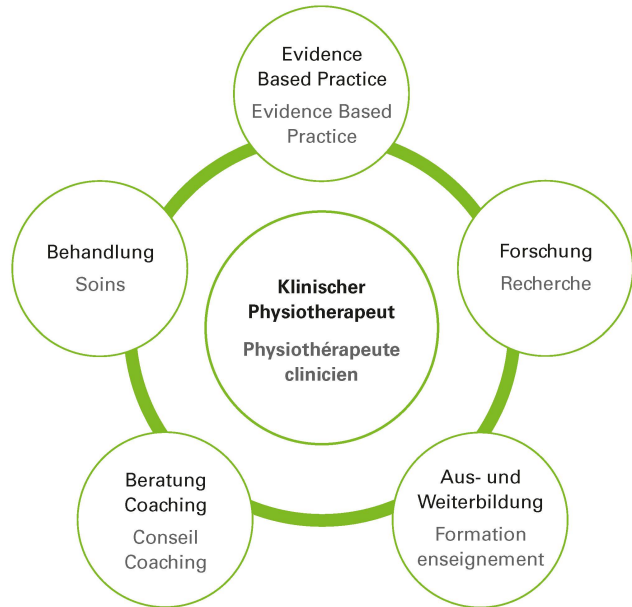 Evidence
Based Practice
Evidence Based
Practice
Behandlung
Soins
Forschung
Recherche
Klinischer
Physiotherapeut
Physiothérapeute
clinicien
Beratung
Coaching
Conseil
Coaching
Aus- und
Weiterbildung
Formation
enseignement